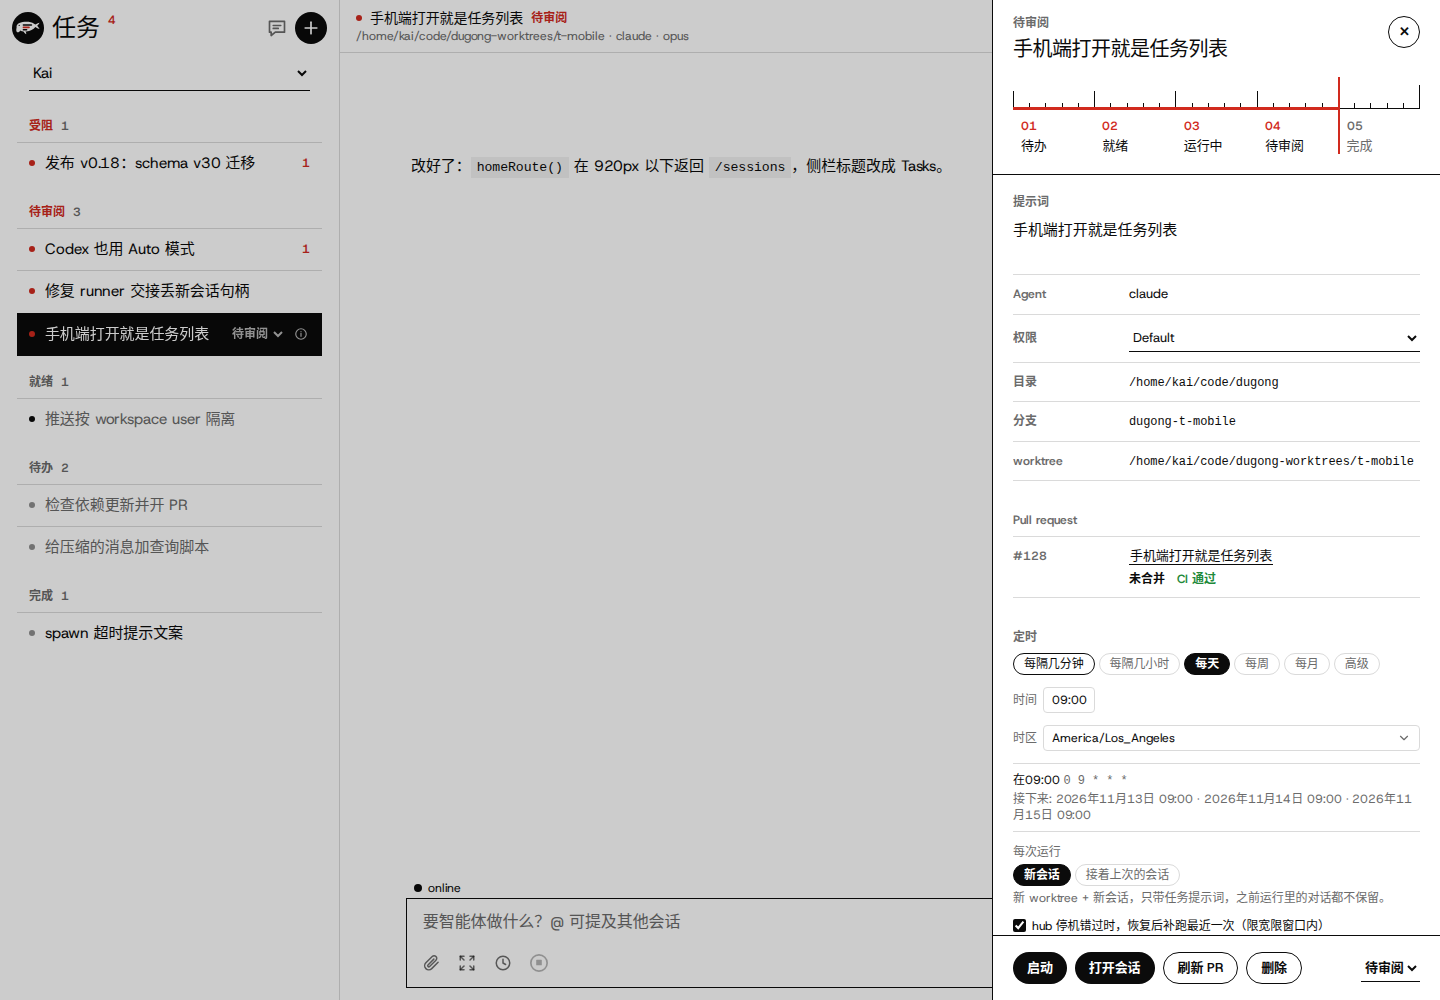 任务 4
Kai
受阻 1
发布 v0.18：schema v30 迁移 1
待审阅 3
Codex 也用 Auto 模式 1
修复 runner 交接丢新会话句柄
手机端打开就是任务列表 待审阅
就绪 1
推送按 workspace user 隔离
待办 2
检查依赖更新并开 PR
给压缩的消息加查询脚本
完成 1
spawn 超时提示文案
手机端打开就是任务列表 待审阅
/home/kai/code/dugong-worktrees/t-mobile · claude · opus
改好了：homeRoute() 在 920px 以下返回 /sessions，侧栏标题改成 Tasks。
online
要智能体做什么？@ 可提及其他会话
待审阅
手机端打开就是任务列表
01 02 03 04 05
待办 就绪 运行中 待审阅 完成
提示词
手机端打开就是任务列表
Agent claude
权限 Default
目录 /home/kai/code/dugong
分支 dugong-t-mobile
worktree /home/kai/code/dugong-worktrees/t-mobile
Pull request
#128 手机端打开就是任务列表
未合并 CI 通过
定时
每隔几分钟 每隔几小时 每天 每周 每月 高级
时间 09:00
时区 America/Los_Angeles
在09:00 0 9 * * *
接下来: 2026年11月13日 09:00 · 2026年11月14日 09:00 · 2026年11
月15日 09:00
每次运行
新会话 接着上次的会话
新 worktree + 新会话，只带任务提示词，之前运行里的对话都不保留。
hub 停机错过时，恢复后补跑最近一次（限宽限窗口内）
启动 打开会话 刷新 PR 删除 待审阅